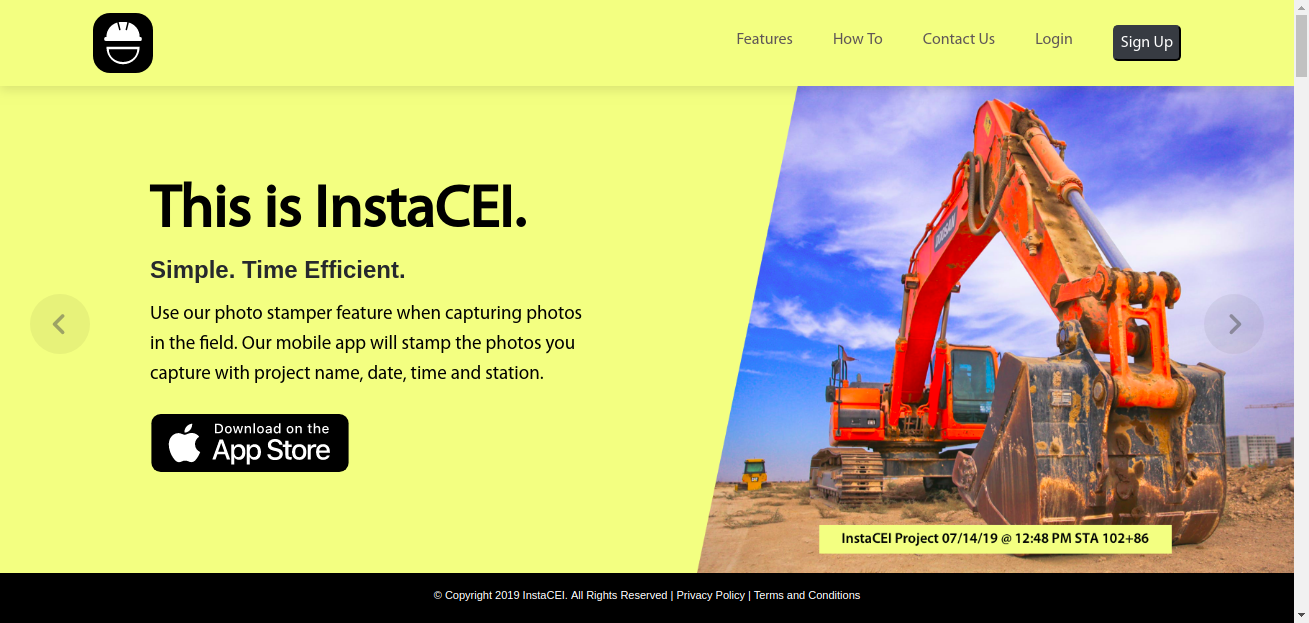 Features
How To
Contact Us
Login
Sign Up
This is InstaCEI.
Simple. Time Efficient.
Use our photo stamper feature when capturing photos
in the field. Our mobile app will stamp the photos you
capture with project name, date, time and station.
Download on the
App Store
DOOSAN
InstaCEI Project 07/14/19 @ 12:48 PM STA 102+86
© Copyright 2019 InstaCEI. All Rights Reserved | Privacy Policy | Terms and Conditions